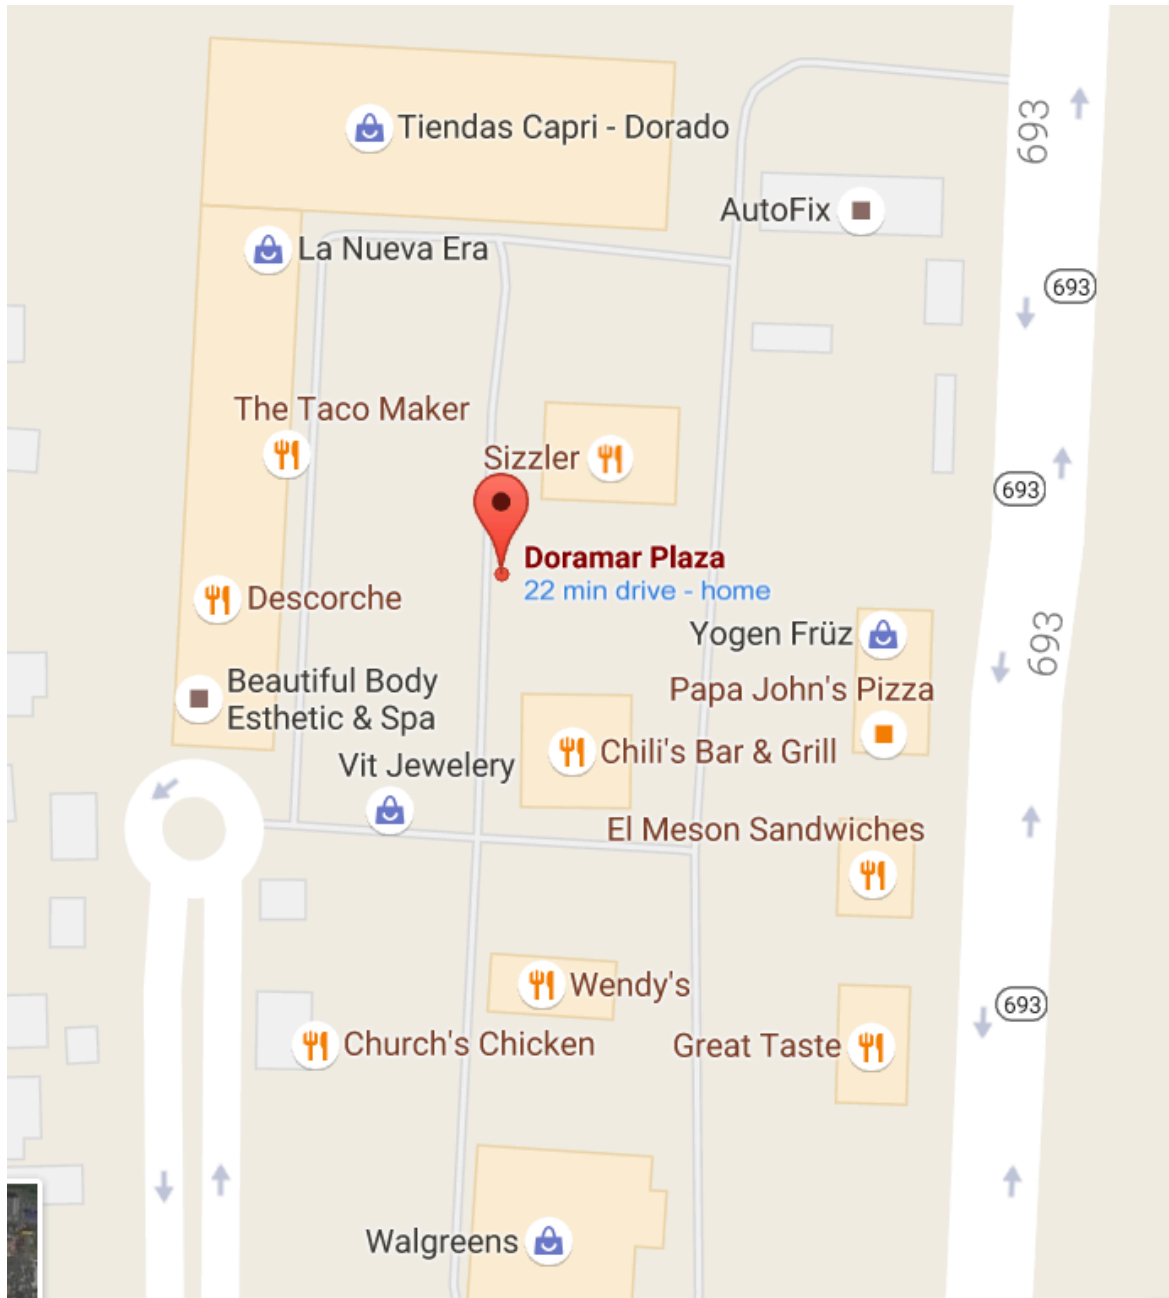 Tiendas Capri - Dorado
693
AutoFix
La Nueva Era
693
The Taco Maker
Sizzler
693
Doramar Plaza
22 min drive - home
Descorche
Yogen Früz
693
Beautiful Body
Esthetic & Spa
Papa John's Pizza
Vit Jewelery
Chili's Bar & Grill
El Meson Sandwiches
Wendy's
693
Church's Chicken
Great Taste
Walgreens